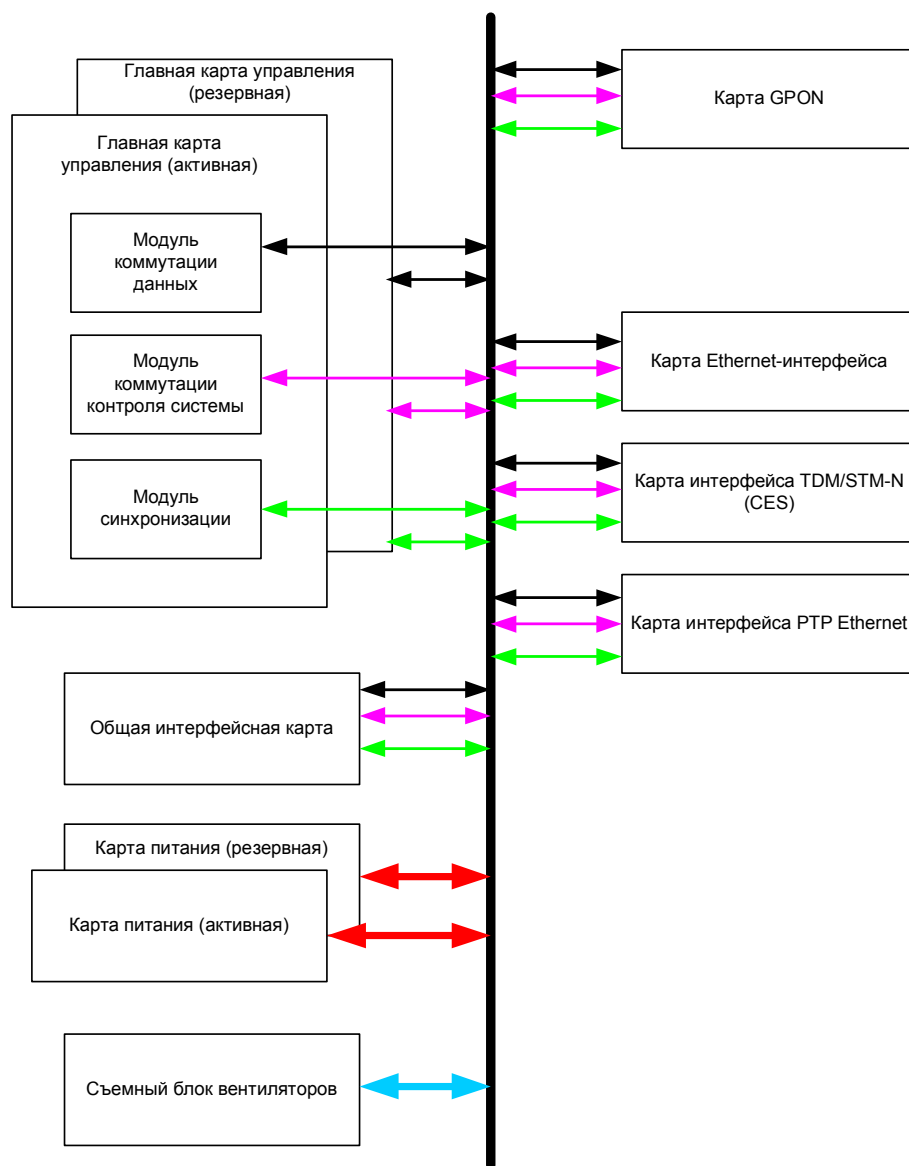 Главная карта управления
(резервная)
Главная карта
управления (активная)
Модуль
коммутации
данных
Модуль
коммутации
контроля системы
Модуль
синхронизации
Общая интерфейсная карта
Карта питания (резервная)
Карта питания (активная)
Съемный блок вентиляторов
Карта GPON
Карта Ethernet-интерфейса
Карта интерфейса TDM/STM-N
(CES)
Карта интерфейса PTP Ethernet